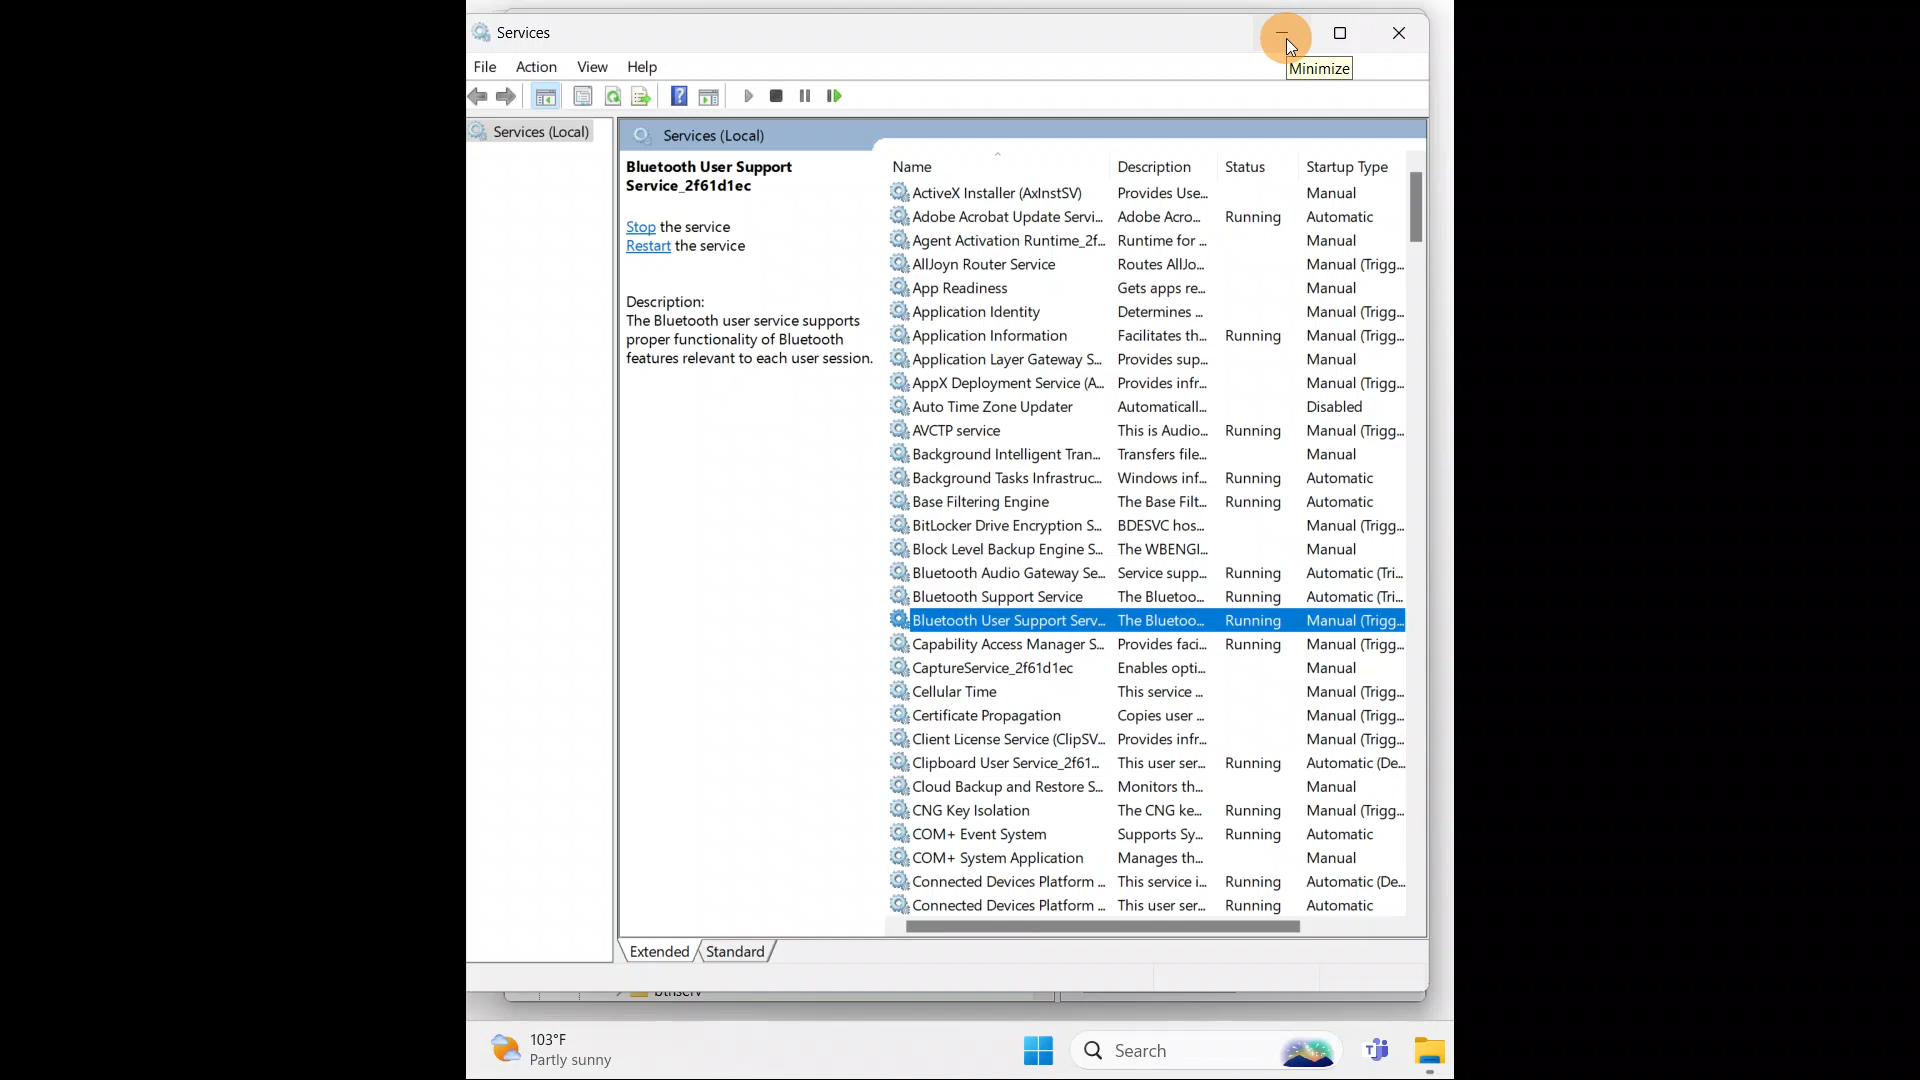 Services
Minimize
File Action View Help
Services (Local)
Services (Local)
Bluetooth User Support
Service_2f61d1ec
Stop the service
Restart the service
Description:
The Bluetooth user service supports
proper functionality of Bluetooth
features relevant to each user session.
Name Description Status Startup Type
ActiveX Installer (AxInstSV) Provides Use... Manual
Adobe Acrobat Update Servi... Adobe Acro... Running Automatic
Agent Activation Runtime_2f... Runtime for ... Manual
AllJoyn Router Service Routes AllJo... Manual (Trigg...
App Readiness Gets apps re... Manual
Application Identity Determines ... Manual (Trigg...
Application Information Facilitates th... Running Manual (Trigg...
Application Layer Gateway S... Provides sup... Manual
AppX Deployment Service (A... Provides infr... Manual (Trigg...
Auto Time Zone Updater Automaticall... Disabled
AVCTP service This is Audio... Running Manual (Trigg...
Background Intelligent Tran... Transfers file... Manual
Background Tasks Infrastruc... Windows inf... Running Automatic
Base Filtering Engine The Base Filt... Running Automatic
BitLocker Drive Encryption S... BDESVC hos... Manual (Trigg...
Block Level Backup Engine S... The WBENGI... Manual
Bluetooth Audio Gateway Se... Service supp... Running Automatic (Tri...
Bluetooth Support Service The Bluetoo... Running Automatic (Tri...
Bluetooth User Support Serv... The Bluetoo... Running Manual (Trigg...
Capability Access Manager S... Provides faci... Running Manual (Trigg...
CaptureService_2f61d1ec Enables opti... Manual
Cellular Time This service ... Manual (Trigg...
Certificate Propagation Copies user ... Manual (Trigg...
Client License Service (ClipSV... Provides infr... Manual (Trigg...
Clipboard User Service_2f61... This user ser... Running Automatic (De...
Cloud Backup and Restore S... Monitors th... Manual
CNG Key Isolation The CNG ke... Running Manual (Trigg...
COM+ Event System Supports Sy... Running Automatic
COM+ System Application Manages th... Manual
Connected Devices Platform ... This service i... Running Automatic (De...
Connected Devices Platform ... This user ser... Running Automatic
Extended Standard
103°F
Partly sunny
Search